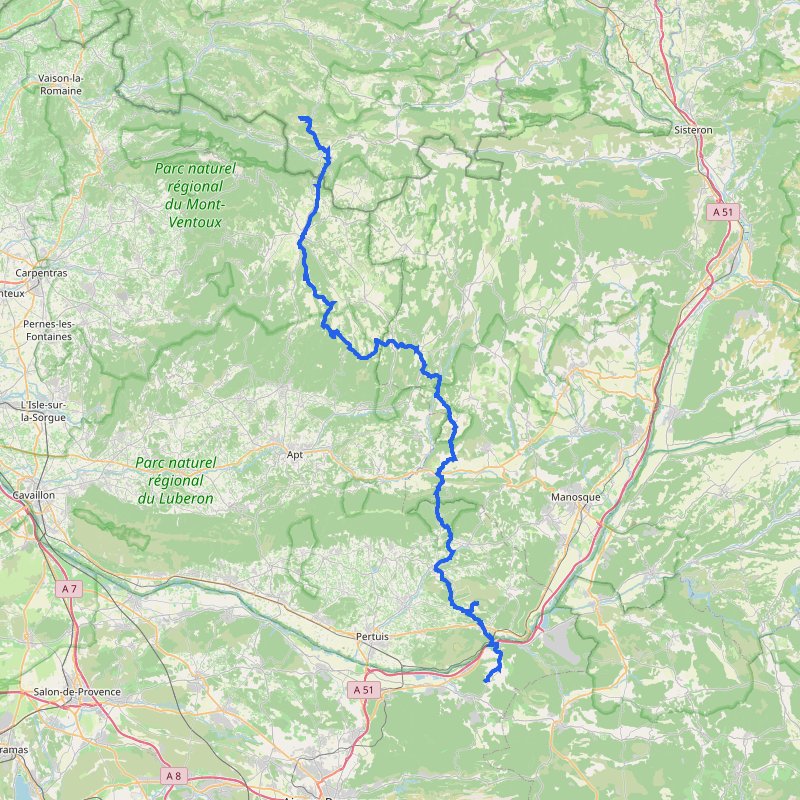 Vaison-la-
Romaine
Sisteron
Parc naturel
régional
du Mont-
Ventoux
A 51
Carpentras
Pernes-les-
Fontaines
L'Isle-sur-
la-Sorgue
Apt
Parc naturel
régional
du Luberon
Cavaillon
Manosque
A 7
Pertuis
A 51
Salon-de-Provence
A 8